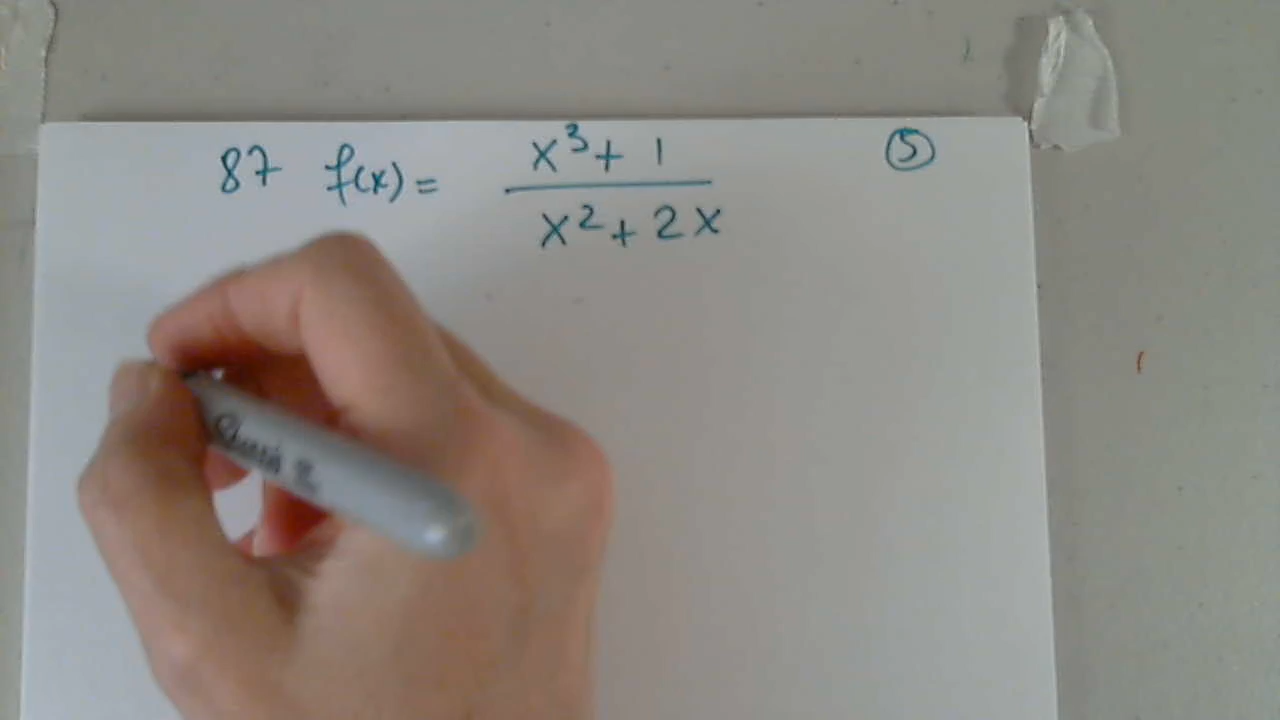 87 f(x) = x³ + 1 / x² + 2x ⑤